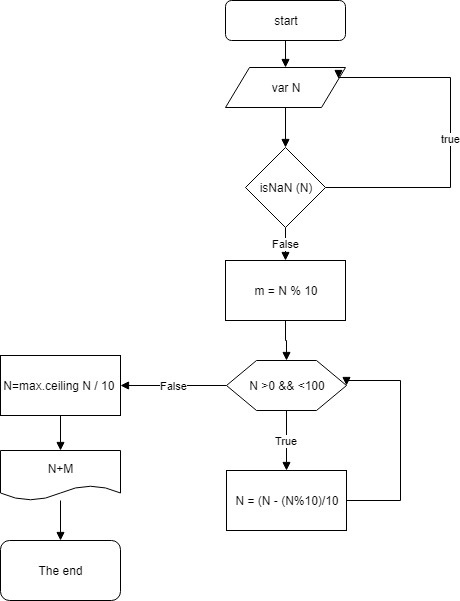 start
var N
true
isNaN (N)
False
m = N % 10
N=max.ceiling N / 10
False
N >0 && <100
True
N+M
N = (N - (N%10)/10
The end